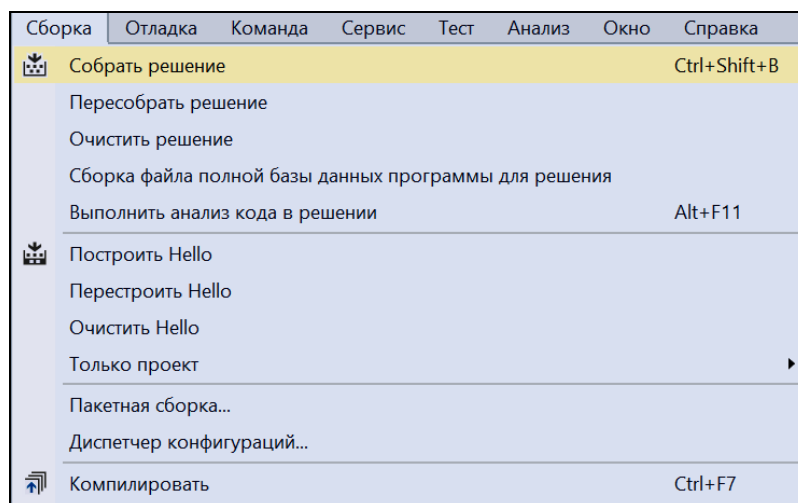 Сборка Отладка Команда Сервис Тест Анализ Окно Справка
Собрать решение Ctrl+Shift+B
Пересобрать решение
Очистить решение
Сборка файла полной базы данных программы для решения
Выполнить анализ кода в решении Alt+F11
Построить Hello
Перестроить Hello
Очистить Hello
Только проект
Пакетная сборка...
Диспетчер конфигураций...
Компилировать Ctrl+F7